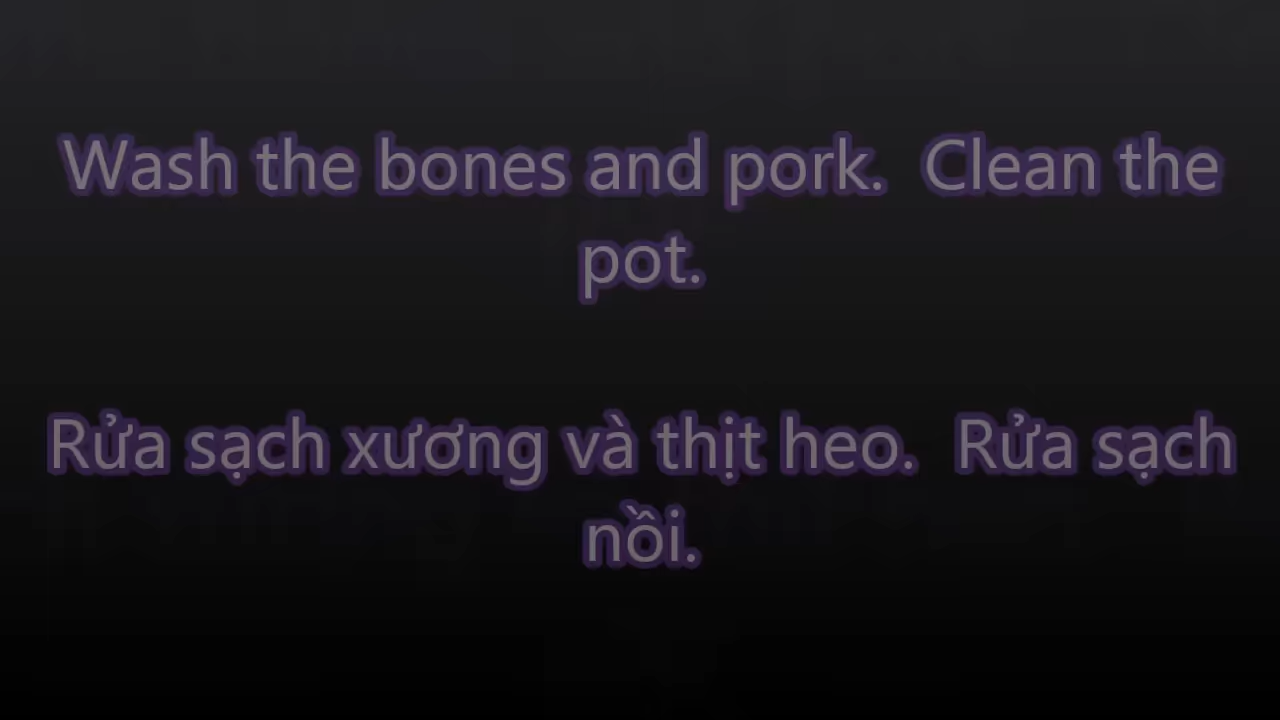 Wash the bones and pork.  Clean the
pot.
Rửa sạch xương và thịt heo.  Rửa sạch
nồi.